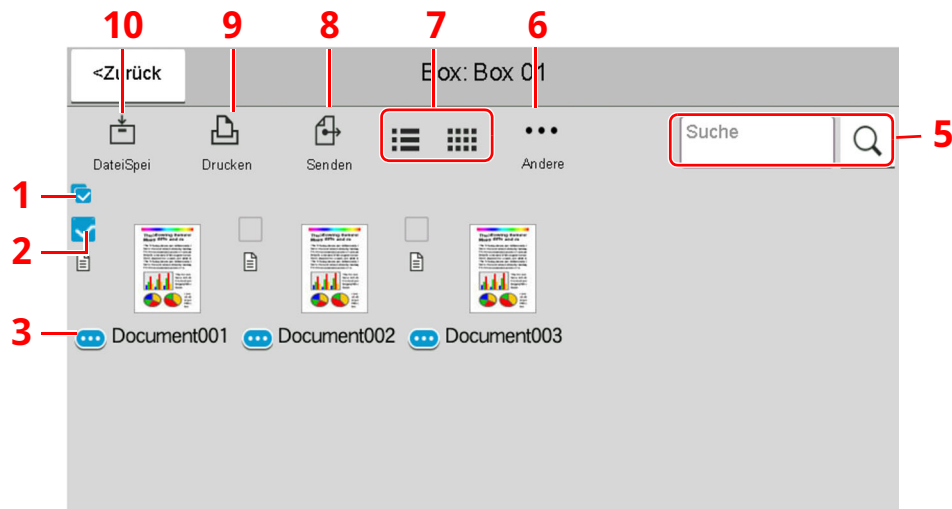 10 9 8 7 6
<Zurück Box: Box 01
DateiSpei Drucken Senden Andere Suche 5
1
2
3 Document001 Document002 Document003